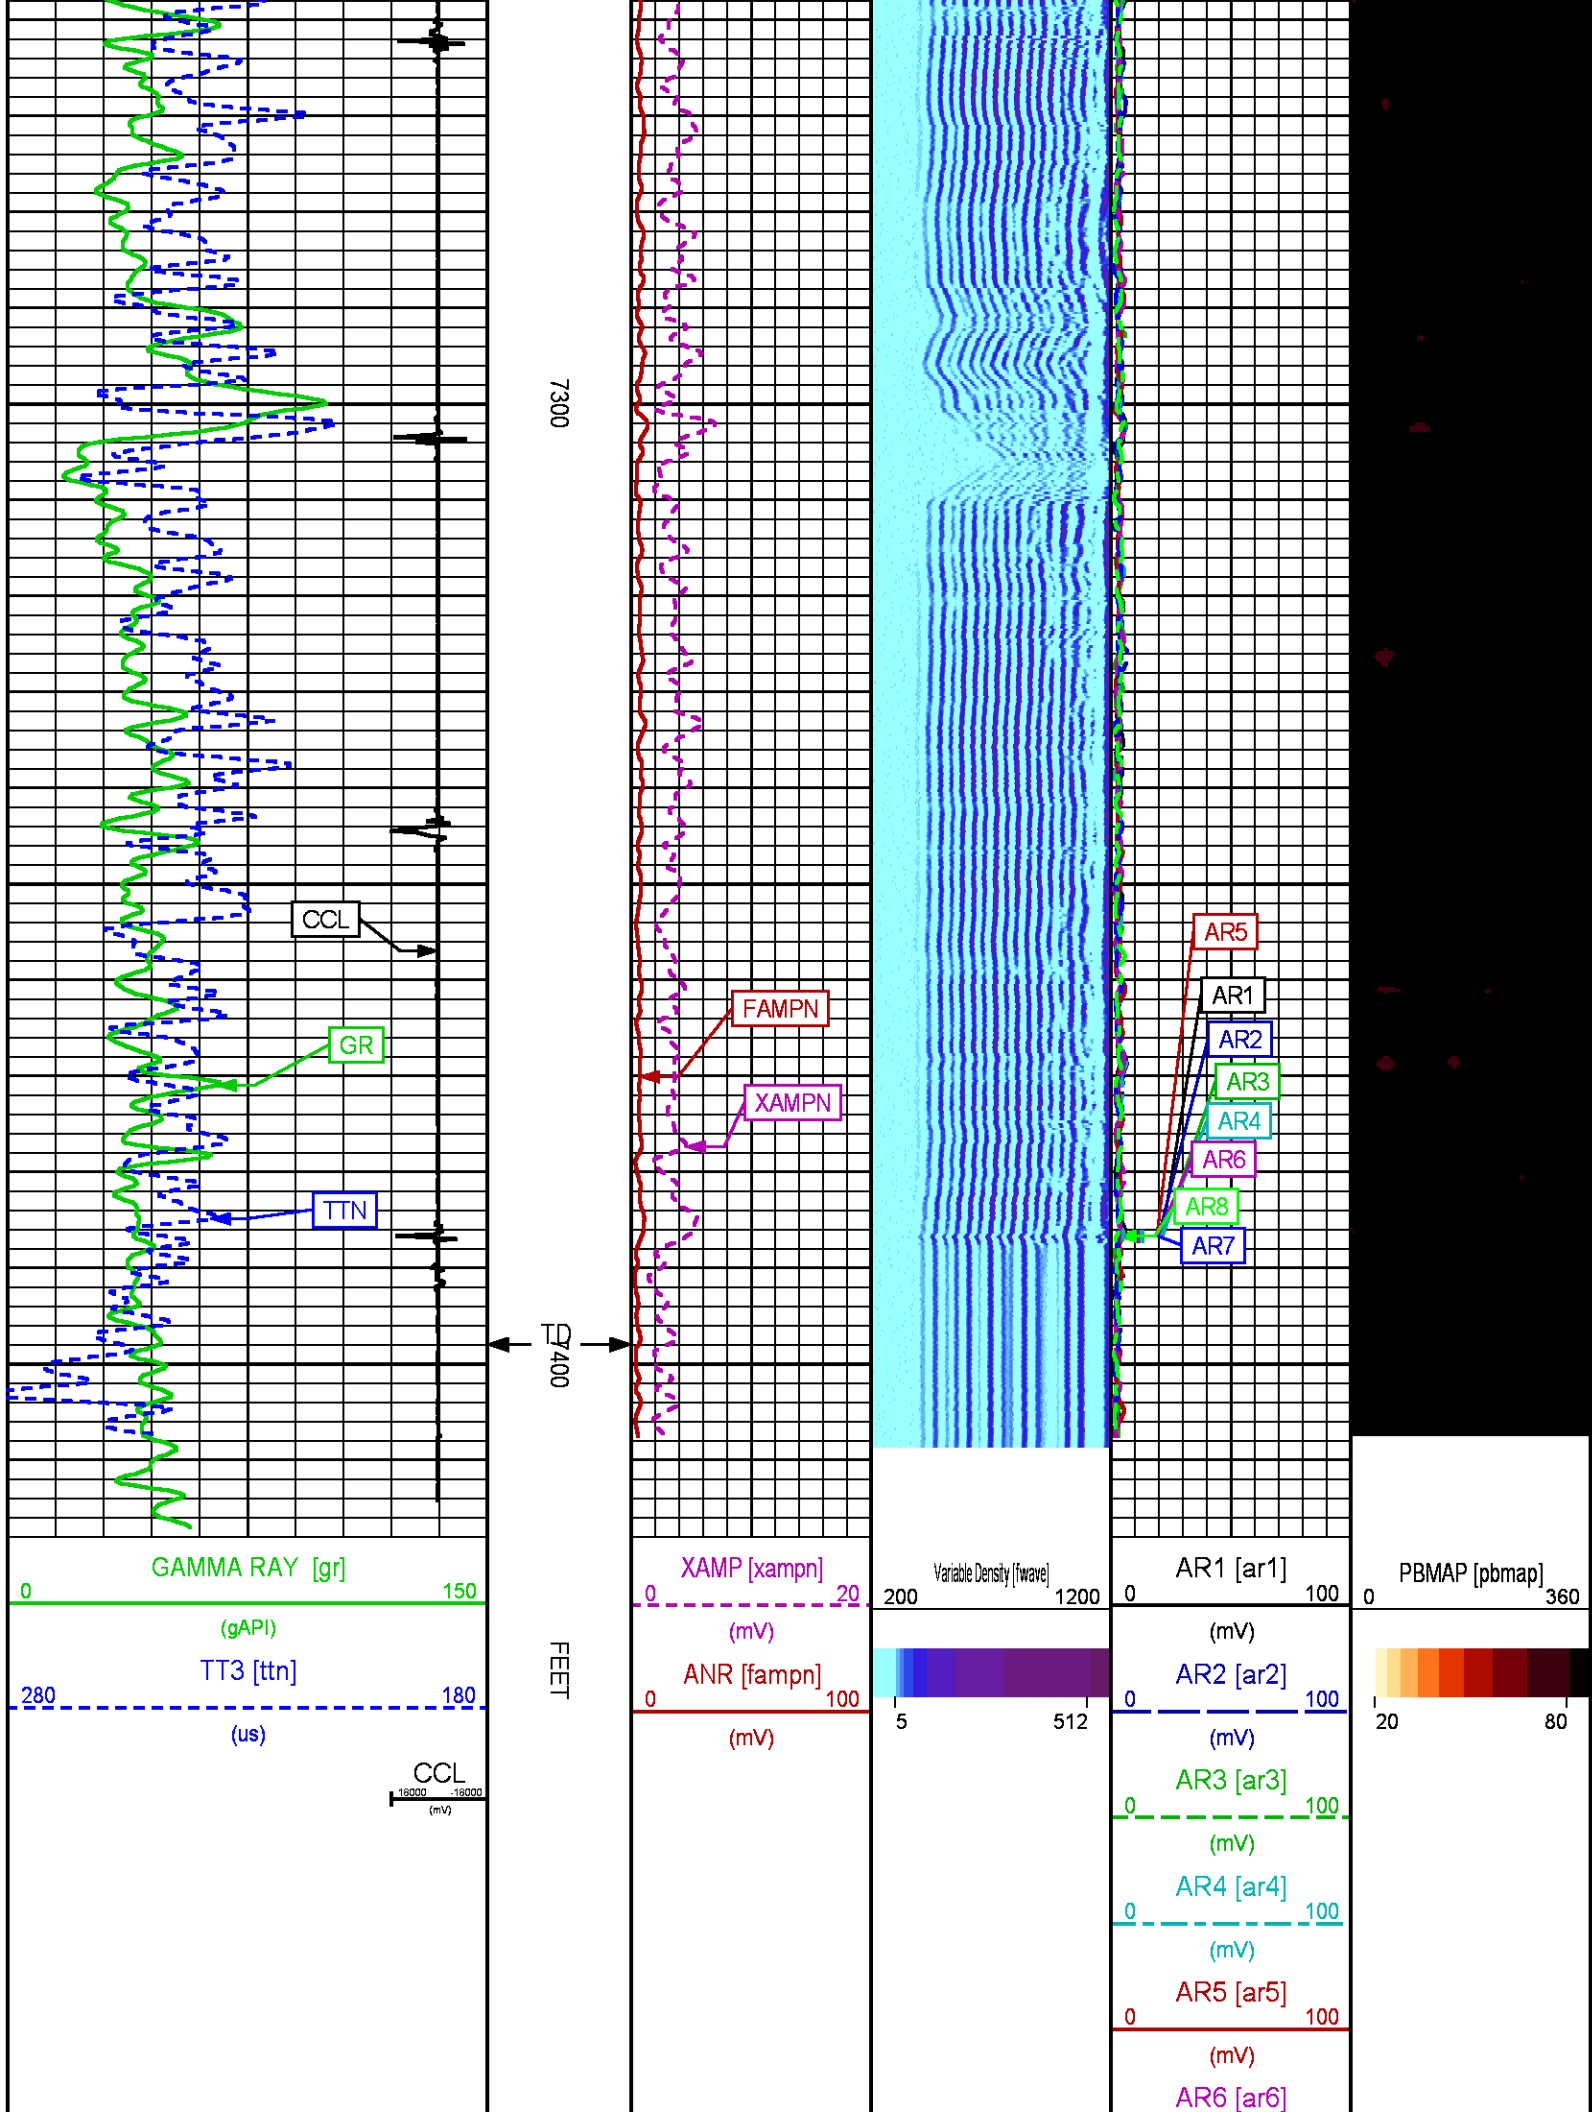 7300
CCL
AR5
AR1
FAMPN
AR2
GR
AR3
XAMPN
AR4
AR6
AR8
TTN
AR7
TD
7400
GAMMA RAY [gr]
0 150
(gAPI)
TT3 [ttn]
280 180
(us)
CCL
18000 -18000
(mV)
FEET
XAMP [xampn]
0 20
(mV)
ANR [fampn]
0 100
(mV)
Variable Density [fwave]
200 1200
5 512
AR1 [ar1]
0 100
(mV)
AR2 [ar2]
0 100
(mV)
AR3 [ar3]
0 100
(mV)
AR4 [ar4]
0 100
(mV)
AR5 [ar5]
0 100
(mV)
AR6 [ar6]
PBMAP [pbmap]
0 360
20 80